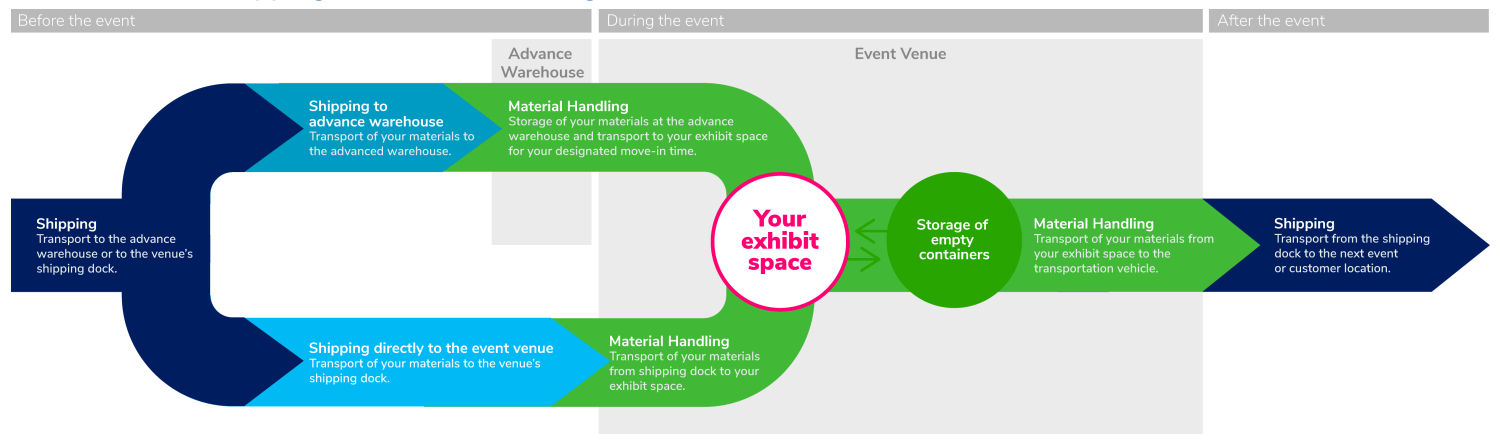 Before the event
During the event
After the event
Advance
Warehouse
Event Venue
Shipping
Transport to the advance
warehouse or to the venue's
shipping dock.
Shipping to
advance warehouse
Transport of your materials to
the advanced warehouse.
Material Handling
Storage of your materials at the advance
warehouse and transport to your exhibit space
for your designated move-in time.
Shipping directly to the event venue
Transport of your materials to the venue's
shipping dock.
Material Handling
Transport of your materials
from shipping dock to your
exhibit space.
Your
exhibit
space
Storage of
empty
containers
Material Handling
Transport of your materials from
your exhibit space to the
transportation vehicle.
Shipping
Transport from the shipping
dock to the next event
or customer location.